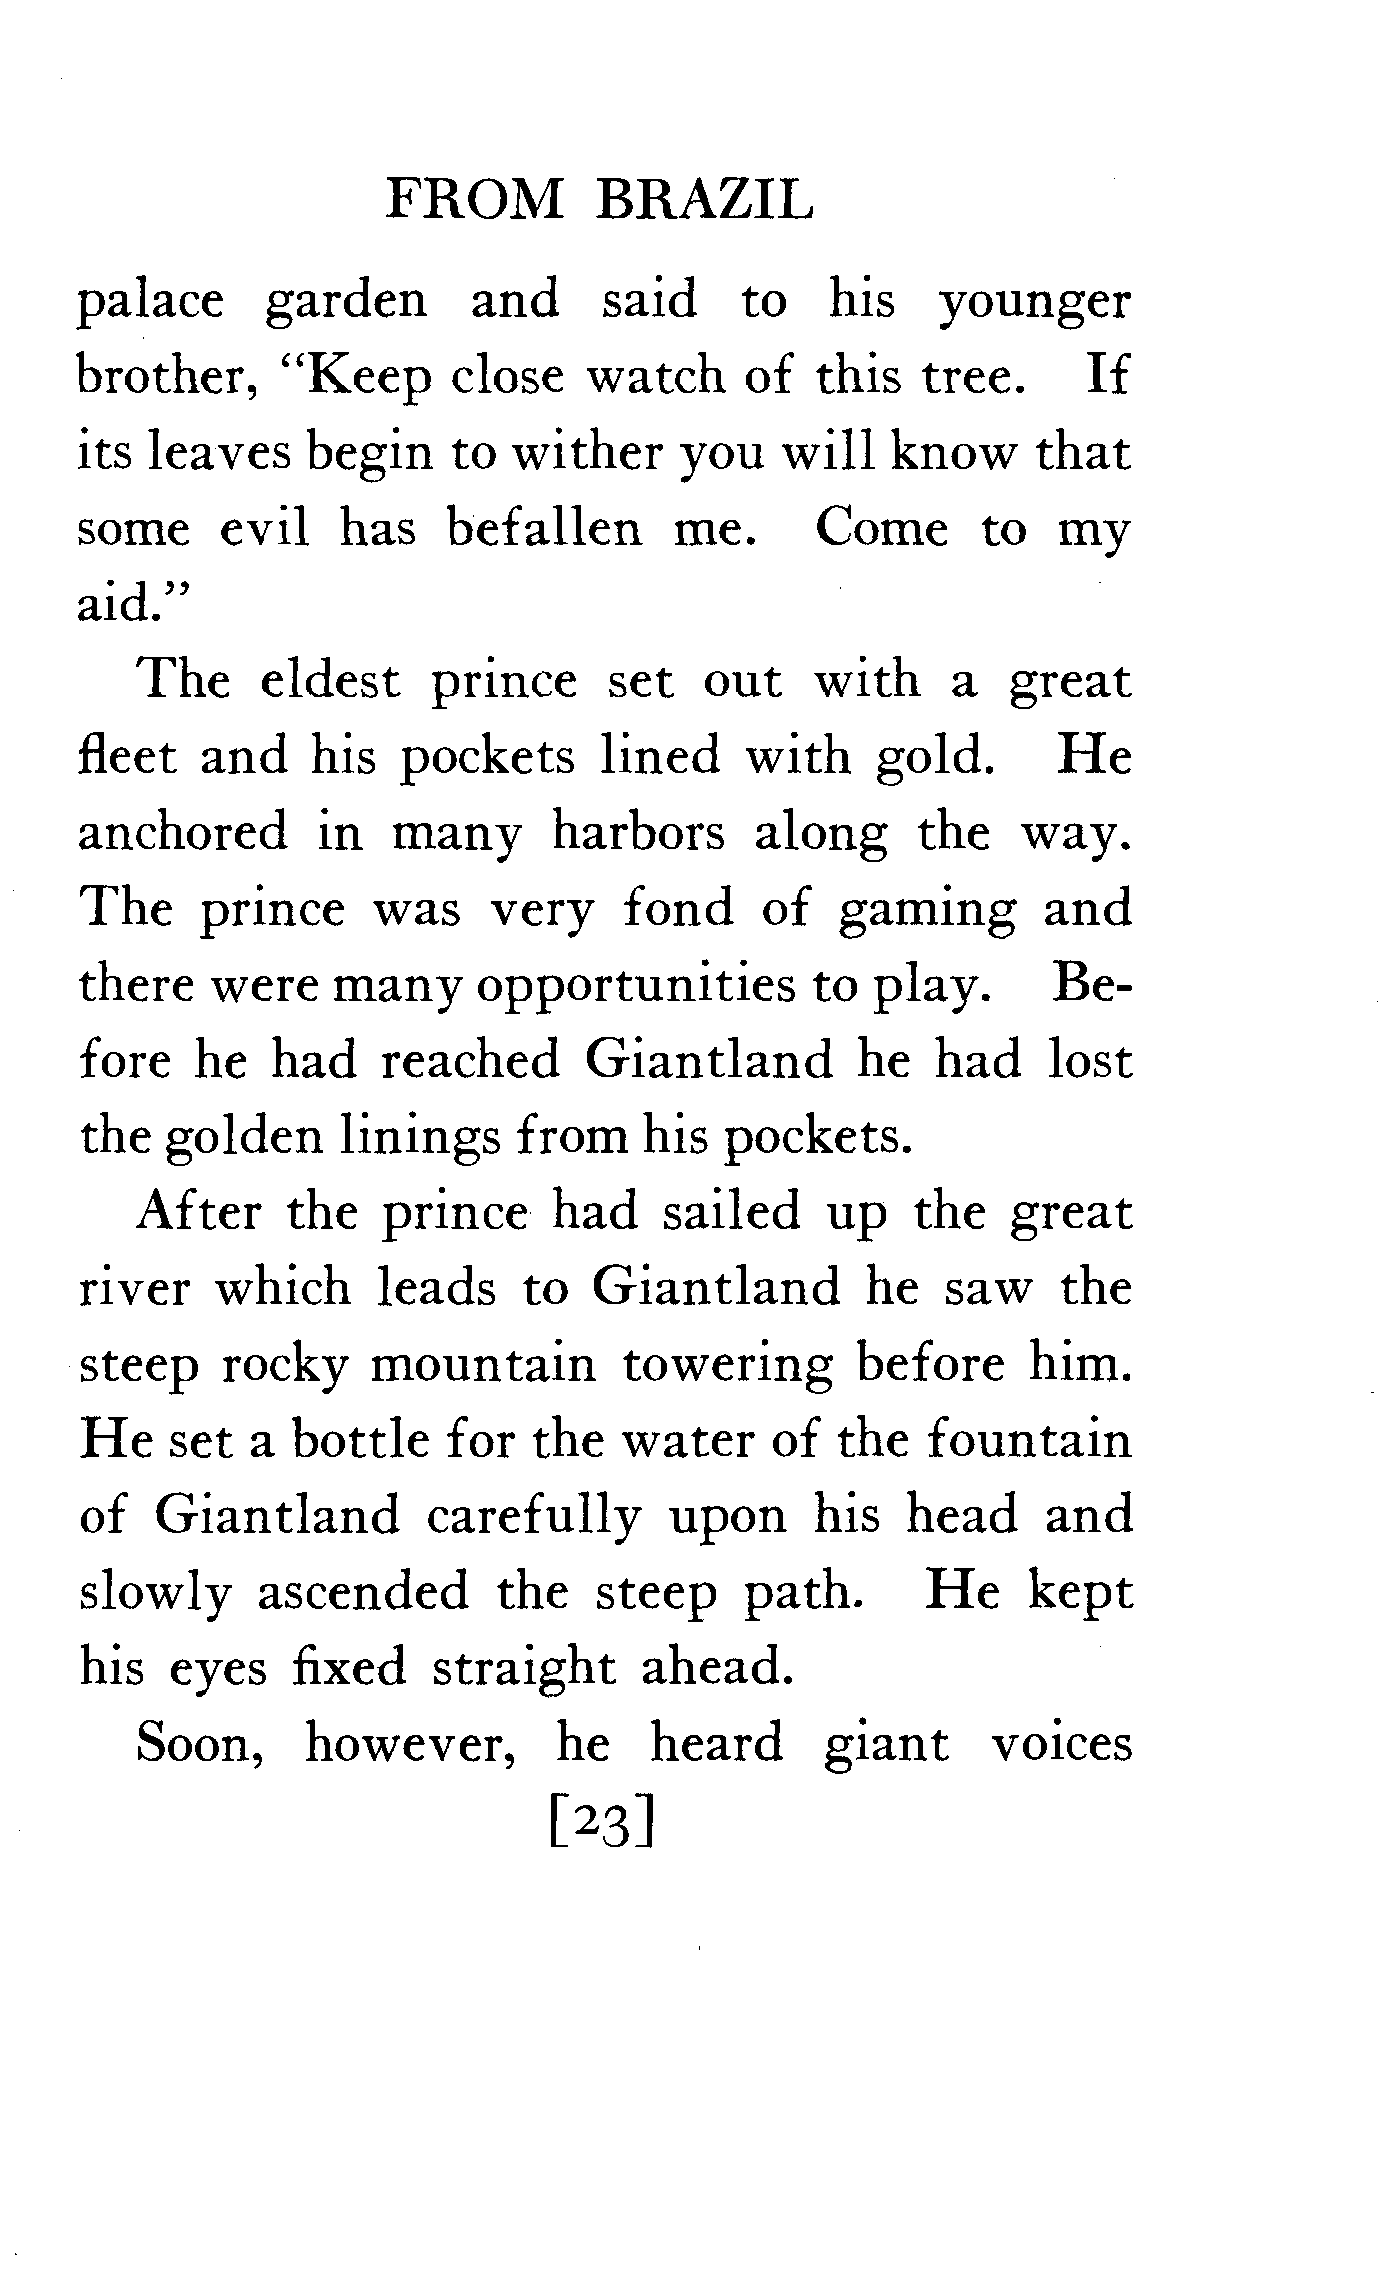 FROM BRAZIL
palace garden and said to his younger
brother, “Keep close watch of this tree. If
its leaves begin to wither you will know that
some evil has befallen me. Come to my
aid.”
The eldest prince set out with a great
fleet and his pockets lined with gold. He
anchored in many harbors along the way.
The prince was very fond of gaming and
there were many opportunities to play. Be-
fore he had reached Giantland he had lost
the golden linings from his pockets.
After the prince had sailed up the great
river which leads to Giantland he saw the
steep rocky mountain towering before him.
He set a bottle for the water of the fountain
of Giantland carefully upon his head and
slowly ascended the steep path. He kept
his eyes fixed straight ahead.
Soon, however, he heard giant voices
[23]